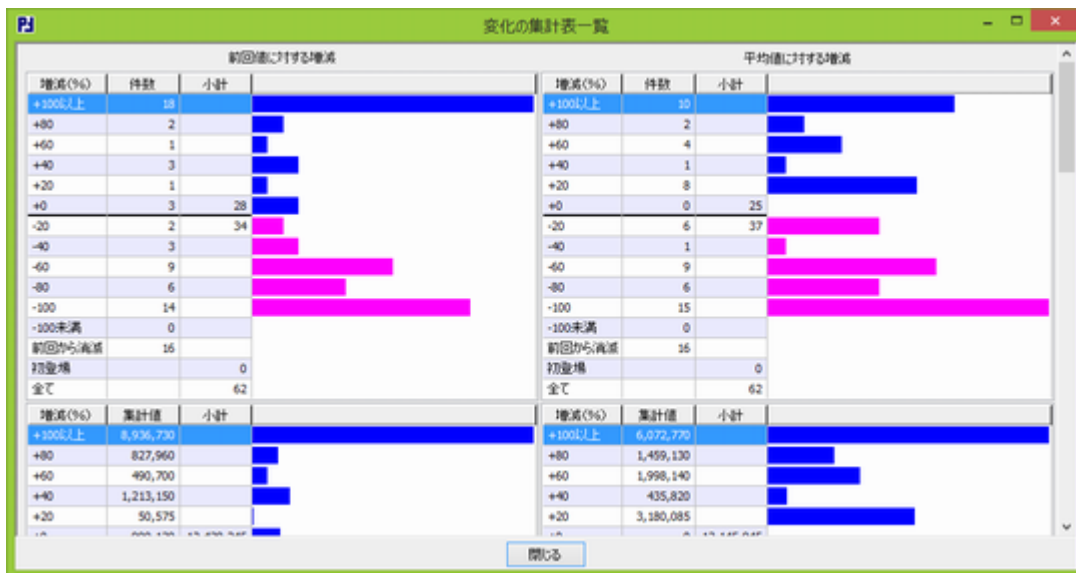 変化の集計表一覧
前回値に対する増減
増減(%) 件数 小計
+100以上 18
+80 2
+60 1
+40 3
+20 1
+0 3 28
-20 2 34
-40 3
-60 9
-80 6
-100 14
-100未満 0
前回から消滅 16
初登場 0
全て 62
増減(%) 集計値 小計
+100以上 8,936,730
+80 827,960
+60 490,700
+40 1,213,150
+20 50,575
平均値に対する増減
増減(%) 件数 小計
+100以上 10
+80 2
+60 4
+40 1
+20 8
+0 0 25
-20 6 37
-40 1
-60 9
-80 6
-100 15
-100未満 0
前回から消滅 16
初登場 0
全て 62
増減(%) 集計値 小計
+100以上 6,072,770
+80 1,459,130
+60 1,998,140
+40 435,820
+20 3,180,085
閉じる